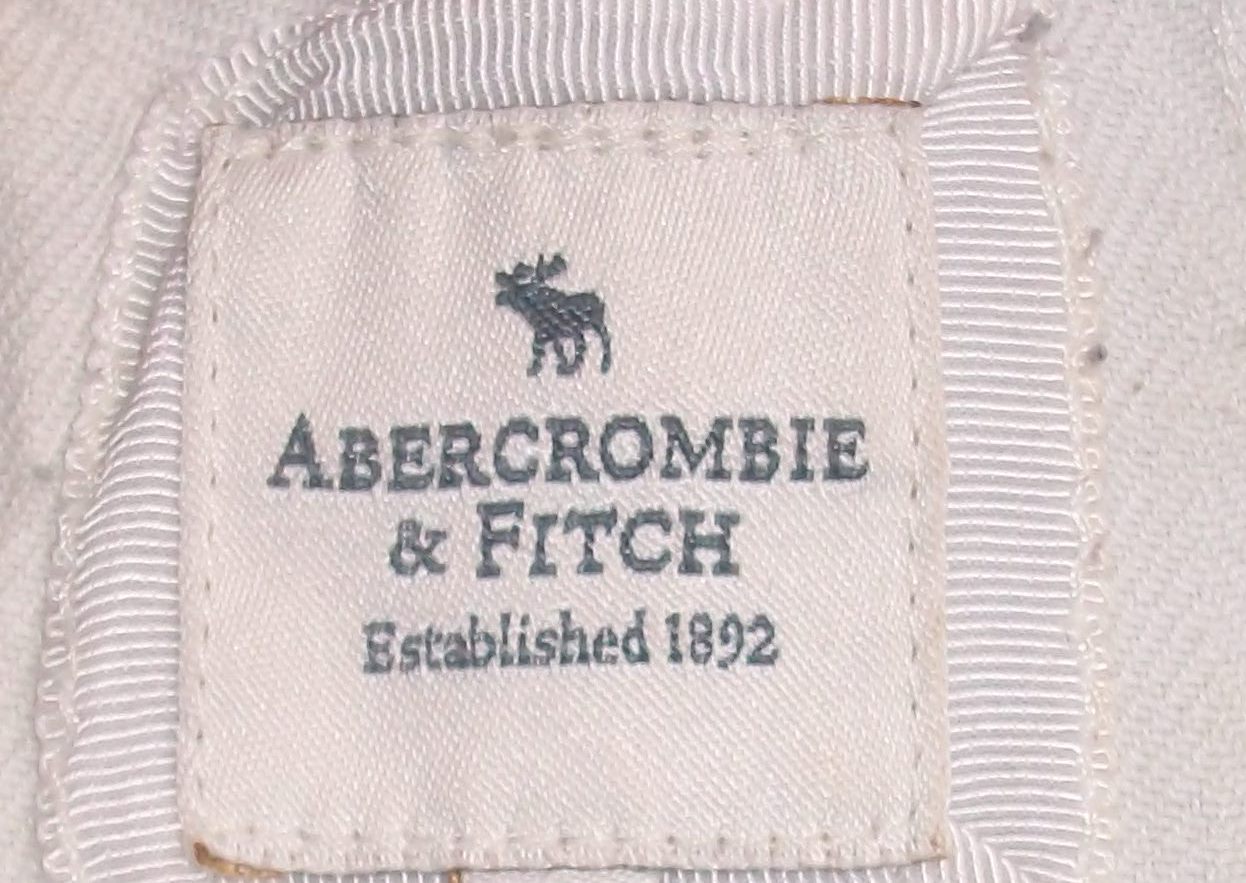 ABERCROMBIE
& FITCH
Established 1892